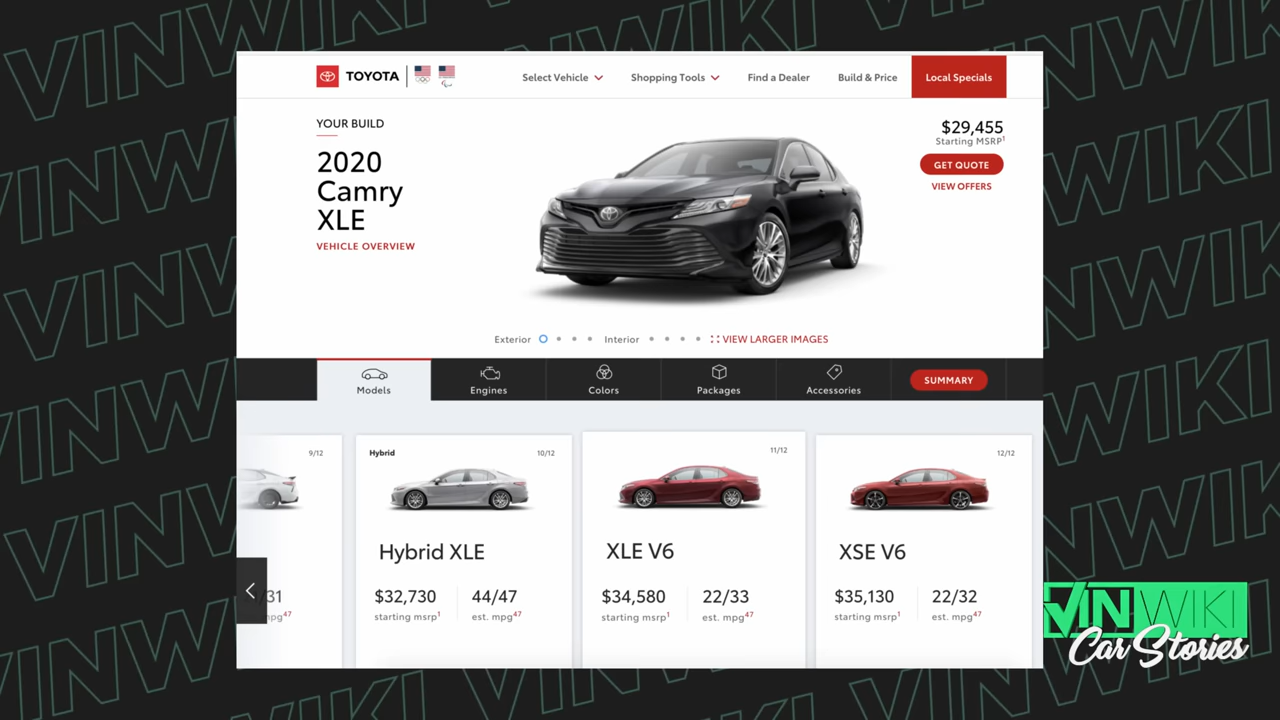 TOYOTA
Select Vehicle
Shopping Tools
Find a Dealer
Build & Price
Local Specials
YOUR BUILD
2020
Camry
XLE
VEHICLE OVERVIEW
$29,455
Starting MSRP1
GET QUOTE
VIEW OFFERS
Exterior
Interior
VIEW LARGER IMAGES
Models
Engines
Colors
Packages
Accessories
SUMMARY
9/12
/31
mpg47
Hybrid
10/12
Hybrid XLE
$32,730
44/47
starting msrp1
est. mpg47
11/12
XLE V6
$34,580
22/33
starting msrp1
est. mpg47
12/12
XSE V6
$35,130
22/32
starting msrp1
est. mpg47
VINWIKI
Car Stories
VINWIKI